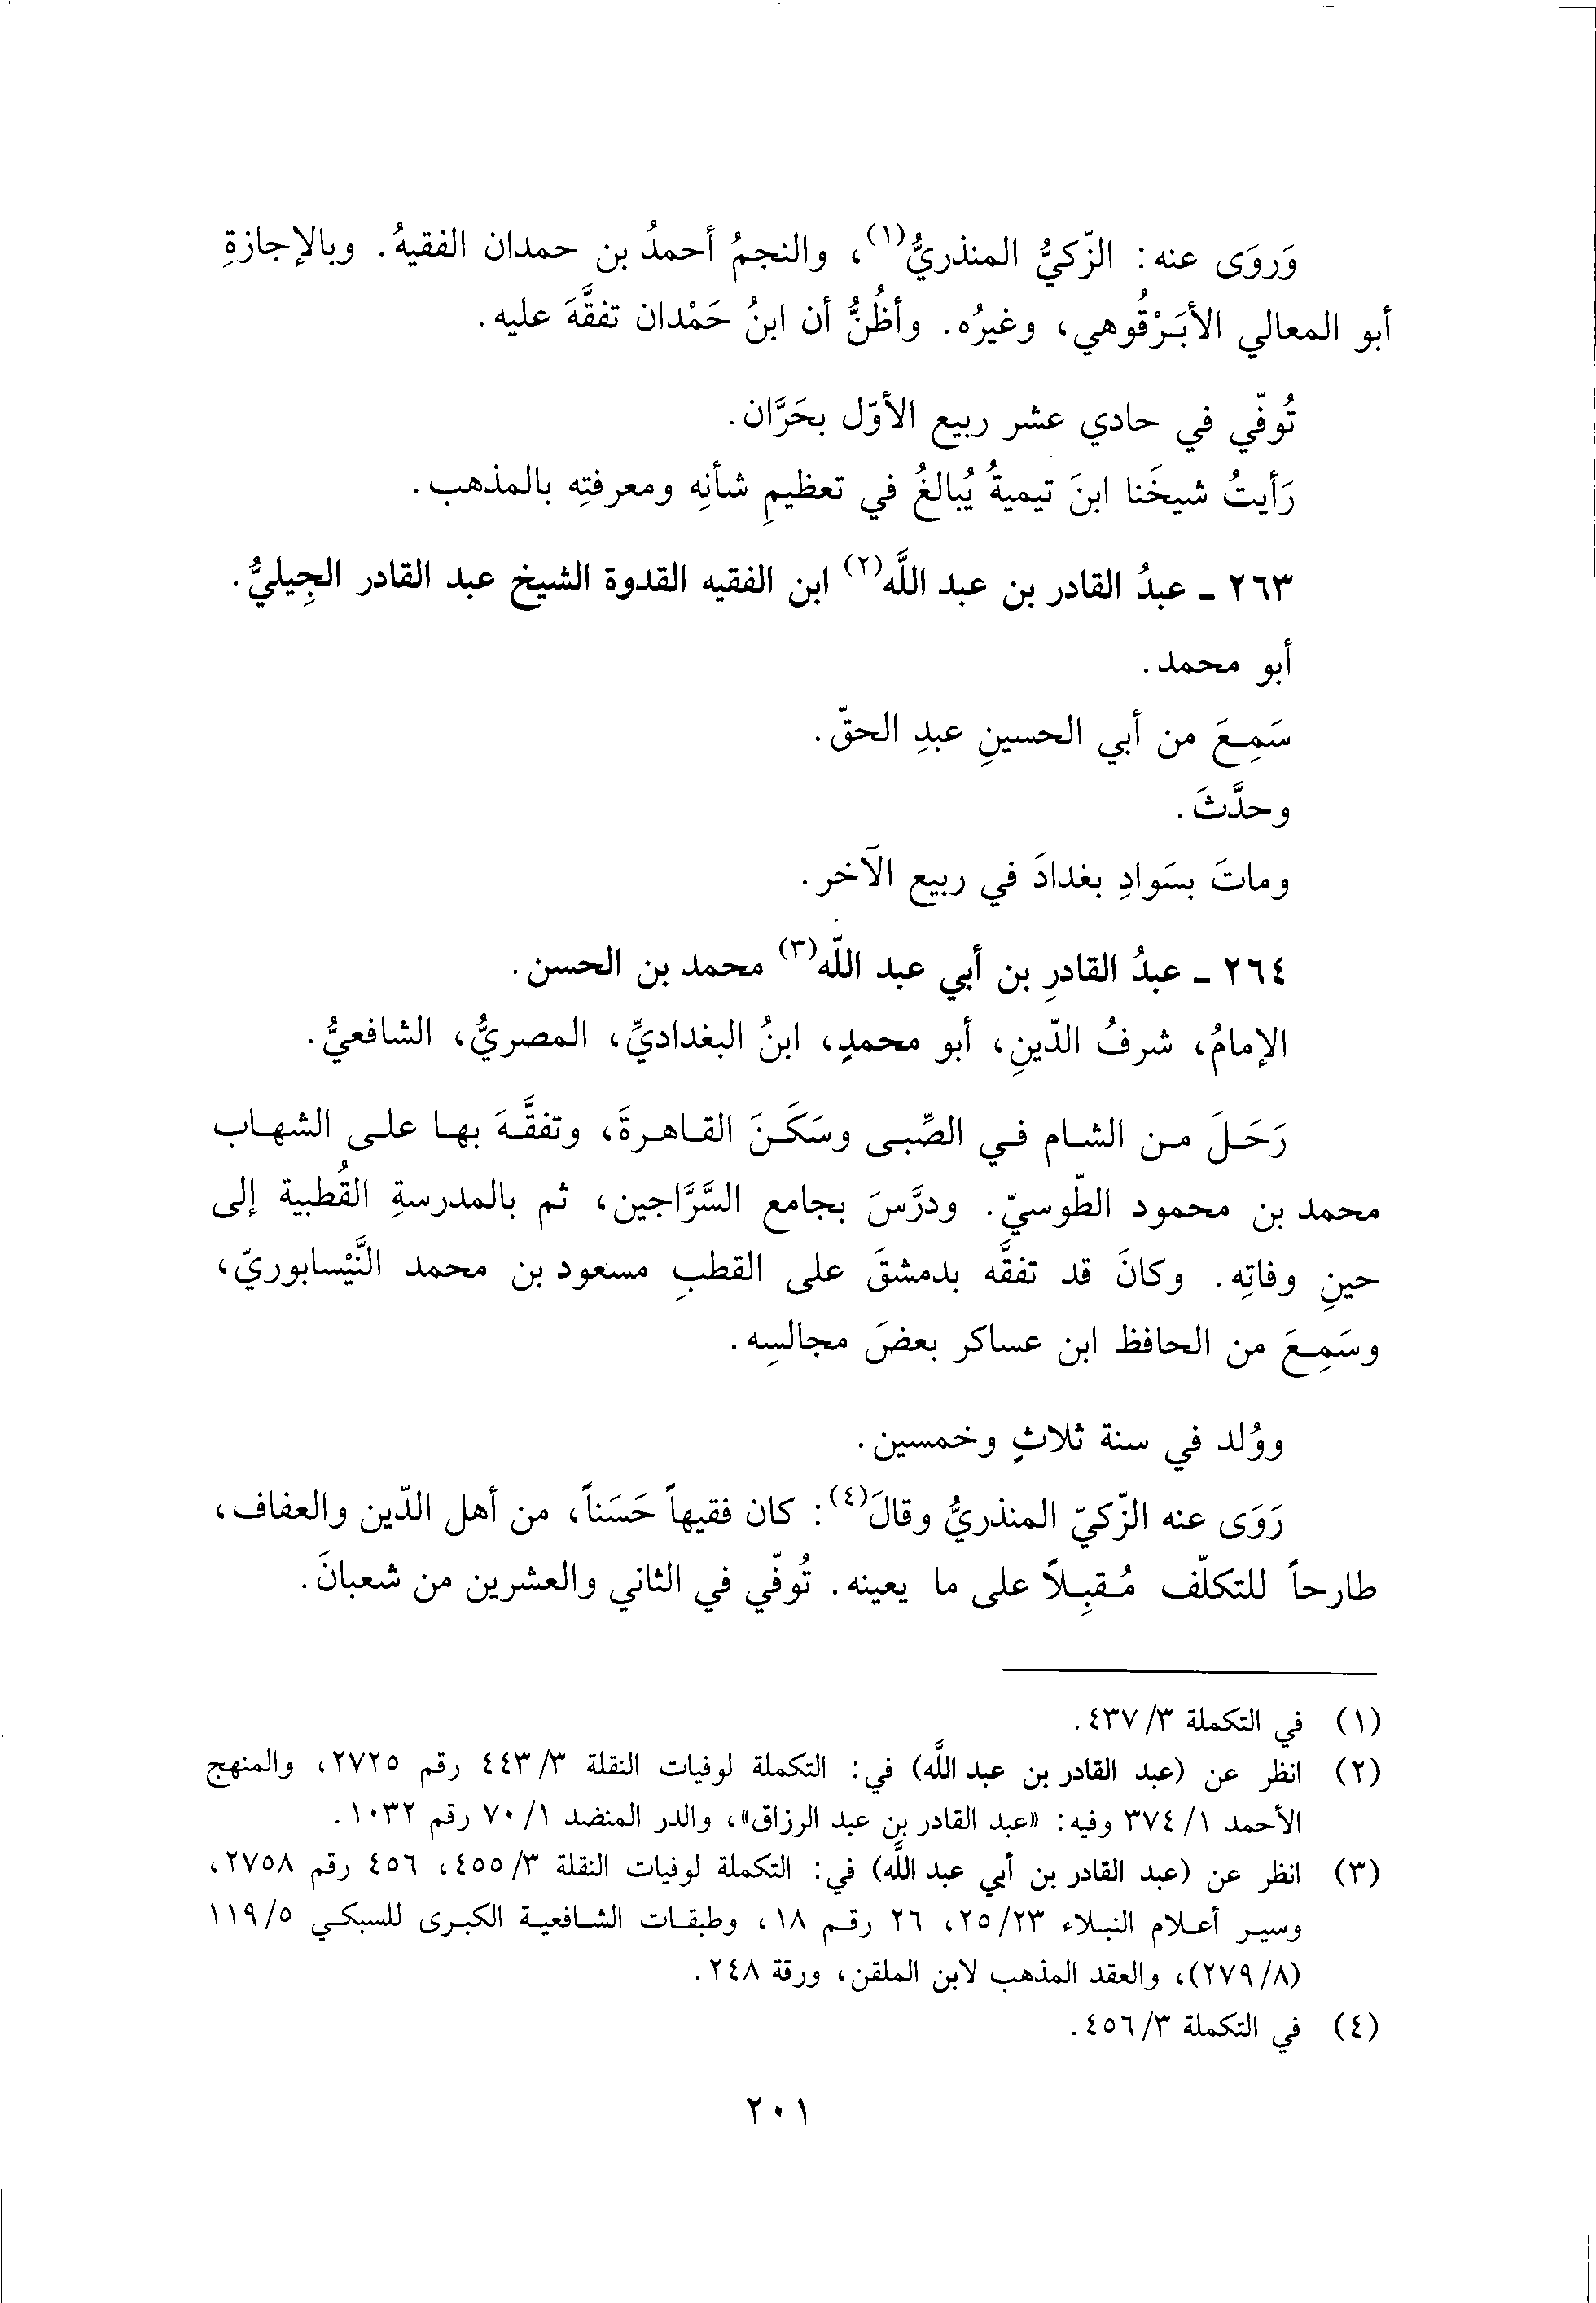 وَروَى عنه: الزّكيُّ المنذريُّ(١)، والنجمُ أحمدُ بن حمدان الفقيهُ. وبالإجازةِ
أبو المعالي الأبَرْقُوهي، وغيرُه. وأظُنُّ أن ابنُ حَمْدان تفقَّهَ عليه.
تُوفّي في حادي عشر ربيع الأوّل بحَرَّان.
رَأيتُ شيخَنا ابنَ تيميةُ يُبالغُ في تعظيمِ شأنِه ومعرفتِه بالمذهب.
٢٦٣ ـ عبدُ القادر بن عبد اللَّه(٢) ابن الفقيه القدوة الشيخ عبد القادر الجِيليُّ.
أبو محمد.
سَمِعَ من أبي الحسينِ عبدِ الحقّ.
وحدَّثَ.
وماتَ بسَوادِ بغدادَ في ربيع الآخر.
٢٦٤ ـ عبدُ القادرِ بن أبي عبد اللّه(٣) محمد بن الحسن.
الإمامُ، شرفُ الدّينِ، أبو محمدٍ، ابنُ البغداديِّ، المصريُّ، الشافعيُّ.
رَحَلَ من الشام في الصِّبى وسَكَنَ القاهرةَ، وتفقَّهَ بها على الشهاب
محمد بن محمود الطّوسيّ. ودرَّسَ بجامع السَّرَّاجين، ثم بالمدرسةِ القُطبية إلى
حينِ وفاتِه. وكانَ قد تفقَّه بدمشقَ على القطبِ مسعود بن محمد النَّيْسابوريّ،
وسَمِعَ من الحافظ ابن عساكر بعضَ مجالسِه.
ووُلد في سنة ثلاثٍ وخمسين.
رَوَى عنه الزّكيّ المنذريُّ وقالَ(٤): كان فقيهاً حَسَناً، من أهل الدّين والعفاف،
طارحاً للتكلّف مُقبِلاً على ما يعينه. تُوفّي في الثاني والعشرين من شعبانَ.
(١) في التكملة ٣/ ٤٣٧.
(٢) انظر عن (عبد القادر بن عبد اللَّه) في: التكملة لوفيات النقلة ٣/ ٤٤٣ رقم ٢٧٢٥، والمنهج
الأحمد ١/ ٣٧٤ وفيه: «عبد القادر بن عبد الرزاق»، والدر المنضد ١/ ٧٠ رقم ١٠٣٢.
(٣) انظر عن (عبد القادر بن أبي عبد اللَّه) في: التكملة لوفيات النقلة ٣/ ٤٥٥، ٤٥٦ رقم ٢٧٥٨،
وسير أعلام النبلاء ٢٣/ ٢٥، ٢٦ رقم ١٨، وطبقات الشافعية الكبرى للسبكي ٥/ ١١٩
(٨/ ٢٧٩)، والعقد المذهب لابن الملقن، ورقة ٢٤٨.
(٤) في التكملة ٣/ ٤٥٦.
٢٠١